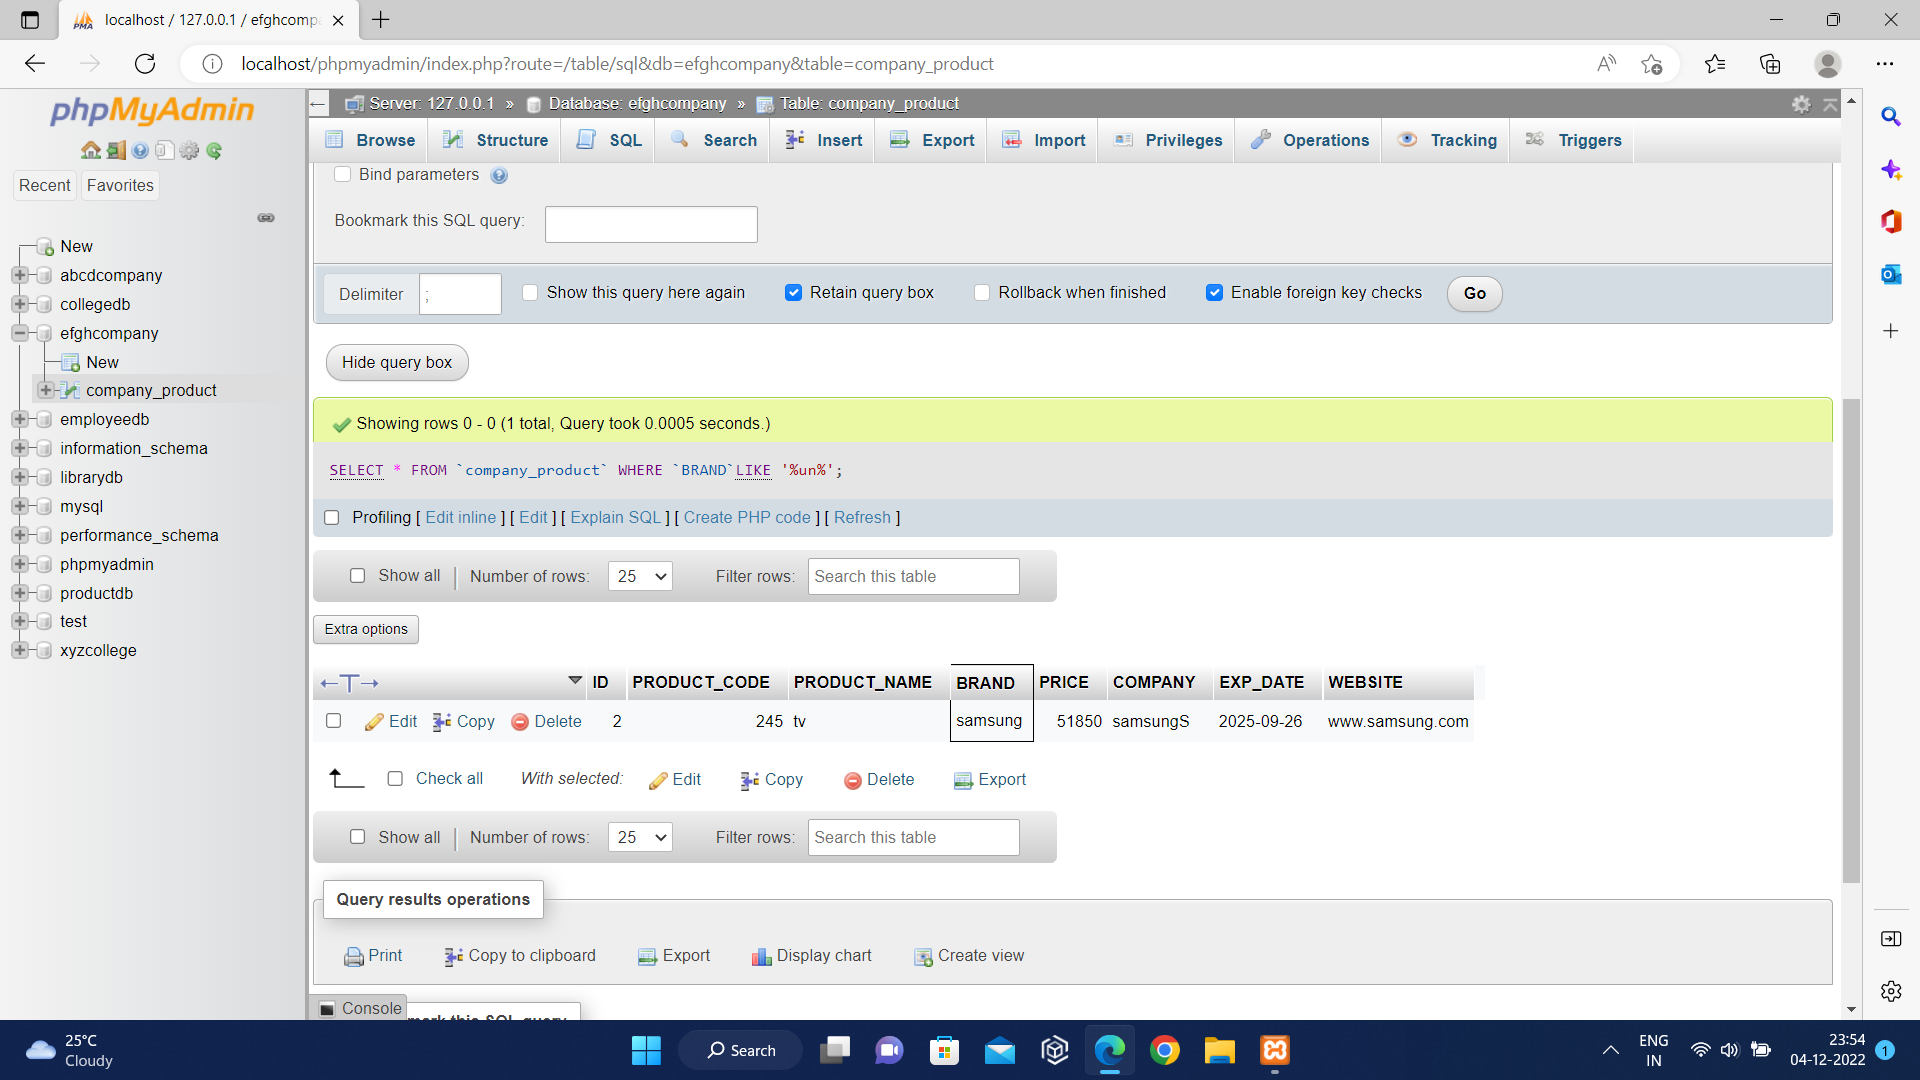 localhost / 127.0.0.1 / efghcomp
localhost/phpmyadmin/index.php?route=/table/sql&db=efghcompany&table=company_product
phpMyAdmin
Recent Favorites
New
abcdcompany
collegedb
efghcompany
New
company_product
employeedb
information_schema
librarydb
mysql
performance_schema
phpmyadmin
productdb
test
xyzcollege
Server: 127.0.0.1 » Database: efghcompany » Table: company_product
Browse Structure SQL Search Insert Export Import Privileges Operations Tracking Triggers
Bind parameters
Bookmark this SQL query:
Delimiter ; Show this query here again Retain query box Rollback when finished Enable foreign key checks Go
Hide query box
Showing rows 0 - 0 (1 total, Query took 0.0005 seconds.)
SELECT * FROM `company_product` WHERE `BRAND`LIKE '%un%';
Profiling [ Edit inline ] [ Edit ] [ Explain SQL ] [ Create PHP code ] [ Refresh ]
Show all Number of rows: 25 Filter rows: Search this table
Extra options
ID PRODUCT_CODE PRODUCT_NAME BRAND PRICE COMPANY EXP_DATE WEBSITE
Edit Copy Delete 2 245 tv samsung 51850 samsungS 2025-09-26 www.samsung.com
Check all With selected: Edit Copy Delete Export
Show all Number of rows: 25 Filter rows: Search this table
Query results operations
Print Copy to clipboard Export Display chart Create view
Console
25°C
Cloudy
Search
ENG
IN
23:54
04-12-2022
1